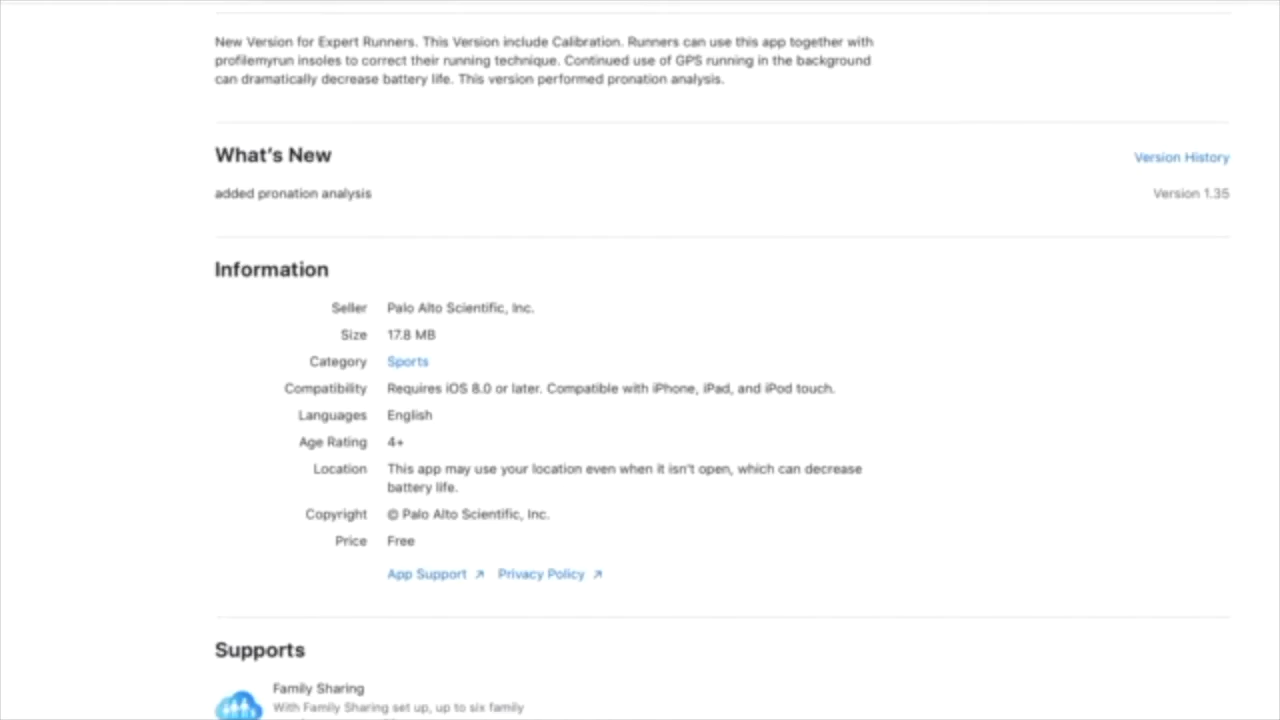 New Version for Expert Runners. This Version include Calibration. Runners can use this app together with
profilemyrun insoles to correct their running technique. Continued use of GPS running in the background
can dramatically decrease battery life. This version performed pronation analysis.
What's New
Version History
added pronation analysis
Version 1.35
Information
Seller Palo Alto Scientific, Inc.
Size 17.8 MB
Category Sports
Compatibility Requires iOS 8.0 or later. Compatible with iPhone, iPad, and iPod touch.
Languages English
Age Rating 4+
Location This app may use your location even when it isn't open, which can decrease
battery life.
Copyright © Palo Alto Scientific, Inc.
Price Free
App Support ↗ Privacy Policy ↗
Supports
Family Sharing
With Family Sharing set up, up to six family